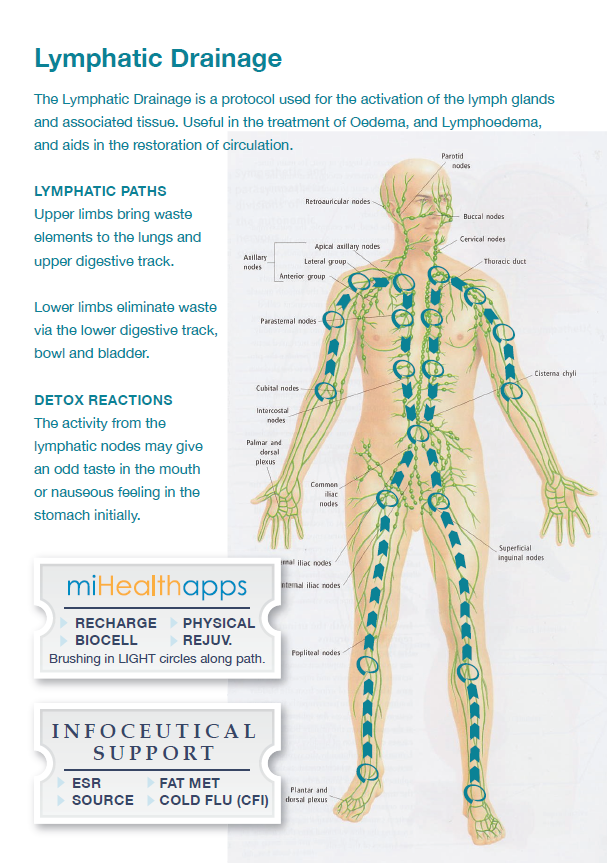 Lymphatic Drainage
The Lymphatic Drainage is a protocol used for the activation of the lymph glands
and associated tissue. Useful in the treatment of Oedema, and Lymphoedema,
and aids in the restoration of circulation.
LYMPHATIC PATHS
Upper limbs bring waste
elements to the lungs and
upper digestive track.
Lower limbs eliminate waste
via the lower digestive track,
bowl and bladder.
DETOX REACTIONS
The activity from the
lymphatic nodes may give
an odd taste in the mouth
or nauseous feeling in the
stomach initially.
miHealthapps
RECHARGE PHYSICAL
BIOCELL REJUV.
Brushing in LIGHT circles along path.
INFOCEUTICAL
SUPPORT
ESR FAT MET
SOURCE COLD FLU (CFI)
Parotid
nodes
Retroauricular nodes
Buccal nodes
Cervical nodes
Apical axillary nodes
Axillary
nodes
Lateral group
Anterior group
Thoracic duct
Parasternal nodes
Cisterna chyli
Cubital nodes
Intercostal
nodes
Palmar and
dorsal
plexus
Common
iliac
nodes
Superficial
inguinal nodes
rnal iliac nodes
nternal iliac nodes
Popliteal nodes
Plantar and
dorsal plexus